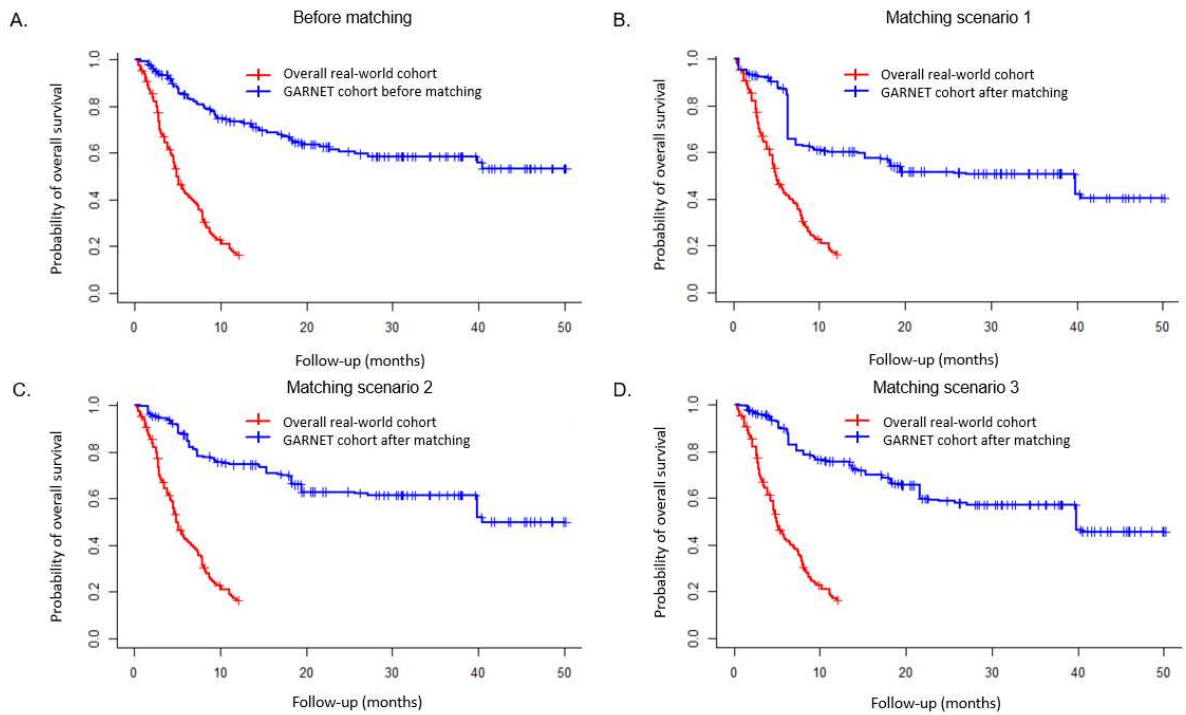 A.
Before matching
Probability of overall survival
1.0
0.8
0.6
0.4
0.2
0.0
Overall real-world cohort
GARNET cohort before matching
0 10 20 30 40 50
Follow-up (months)
B.
Matching scenario 1
Probability of overall survival
1.0
0.8
0.6
0.4
0.2
0.0
Overall real-world cohort
GARNET cohort after matching
0 10 20 30 40 50
Follow-up (months)
C.
Matching scenario 2
Probability of overall survival
1.0
0.8
0.6
0.4
0.2
0.0
Overall real-world cohort
GARNET cohort after matching
0 10 20 30 40 50
Follow-up (months)
D.
Matching scenario 3
Probability of overall survival
1.0
0.8
0.6
0.4
0.2
0.0
Overall real-world cohort
GARNET cohort after matching
0 10 20 30 40 50
Follow-up (months)